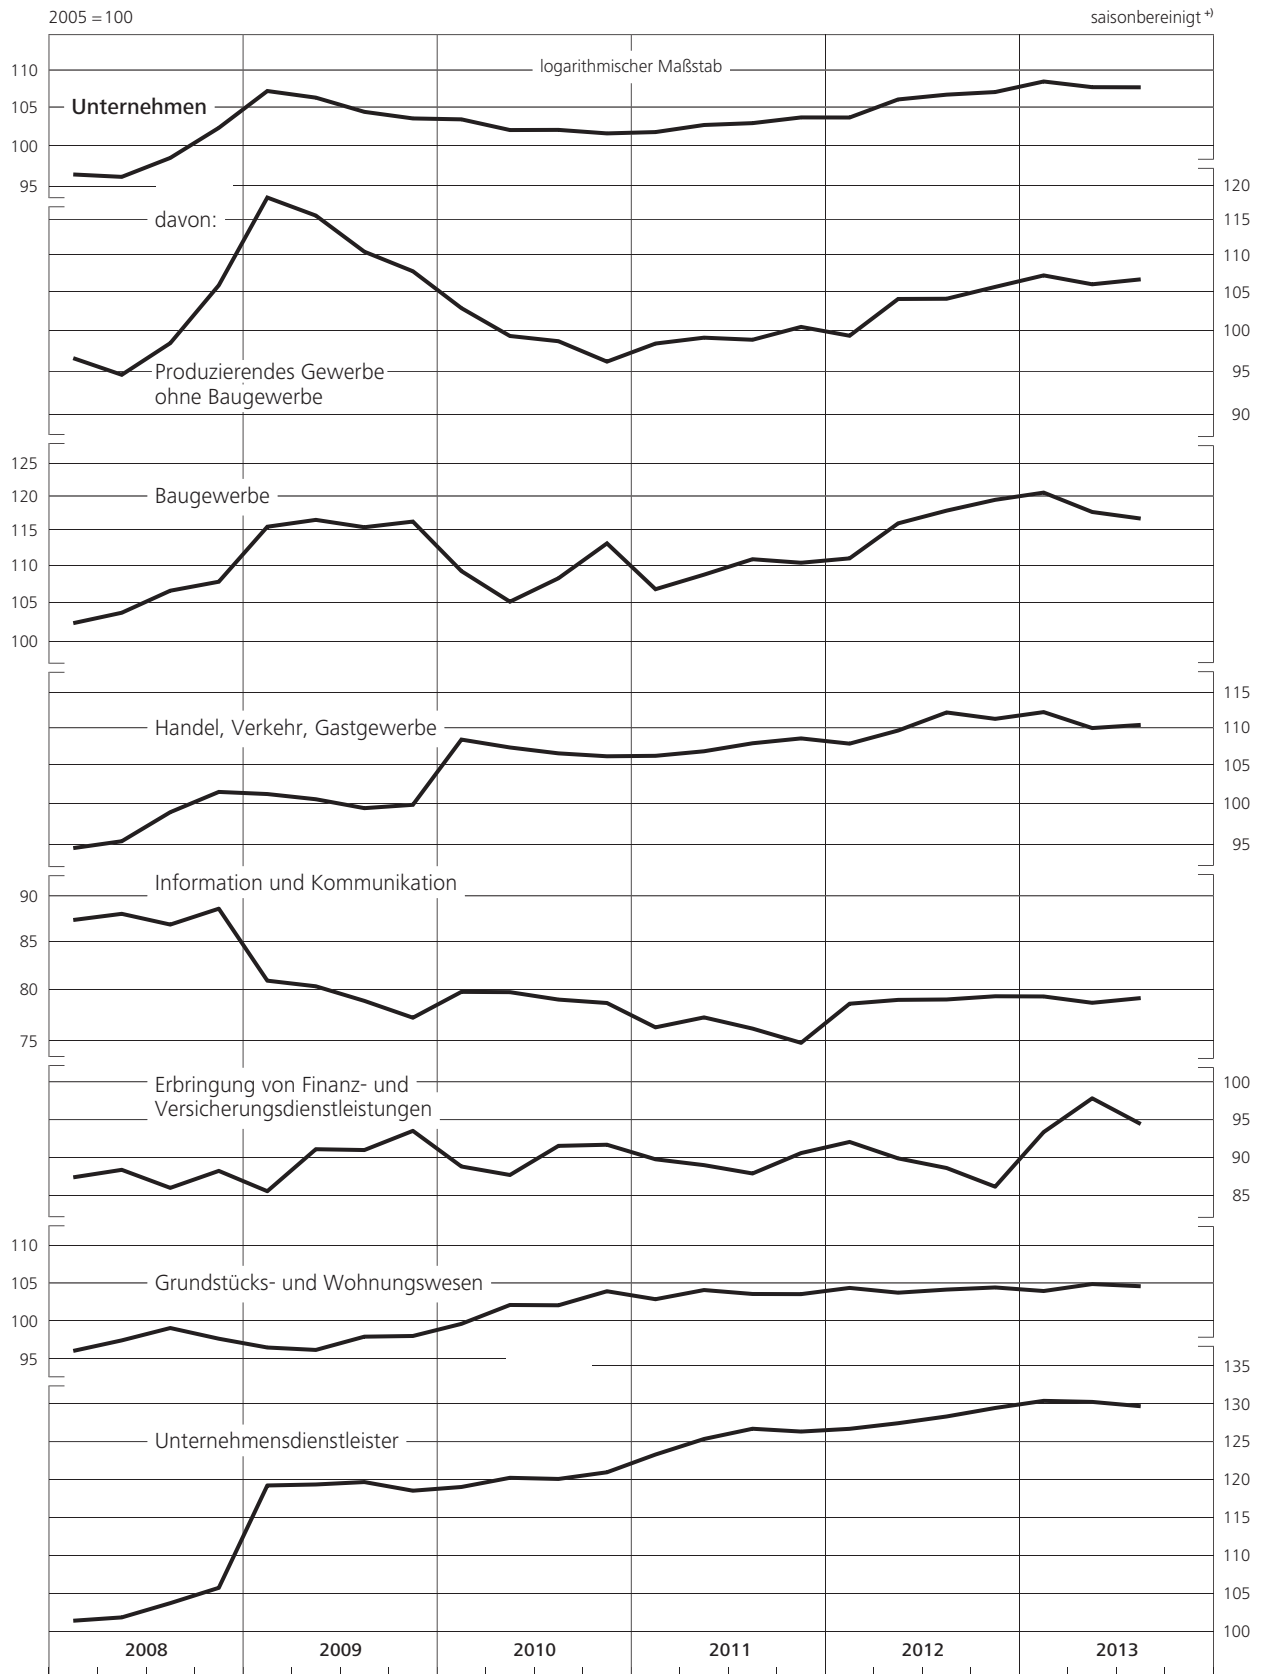 2005 = 100
saisonbereinigt +)
logarithmischer Maßstab
110
Unternehmen
105
100
95
120
davon:
115
110
105
100
Produzierendes Gewerbe
95
ohne Baugewerbe
90
125
Baugewerbe
120
115
110
105
100
115
Handel, Verkehr, Gastgewerbe
110
105
100
95
Information und Kommunikation
90
85
80
75
Erbringung von Finanz- und
100
Versicherungsdienstleistungen
95
90
85
110
Grundstücks- und Wohnungswesen
105
100
95
135
130
Unternehmensdienstleister
125
120
115
110
105
100
2008 2009 2010 2011 2012 2013